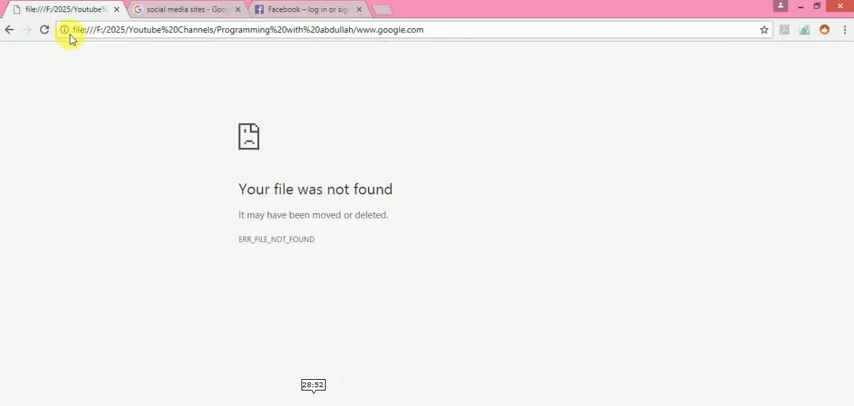 file:///F:/2025/Youtube%
social media sites - Goo
Facebook – log in or sig
file:///F:/2025/Youtube%20Channels/Programming%20with%20abdullah/www.google.com
Your file was not found
It may have been moved or deleted.
ERR_FILE_NOT_FOUND
28:52